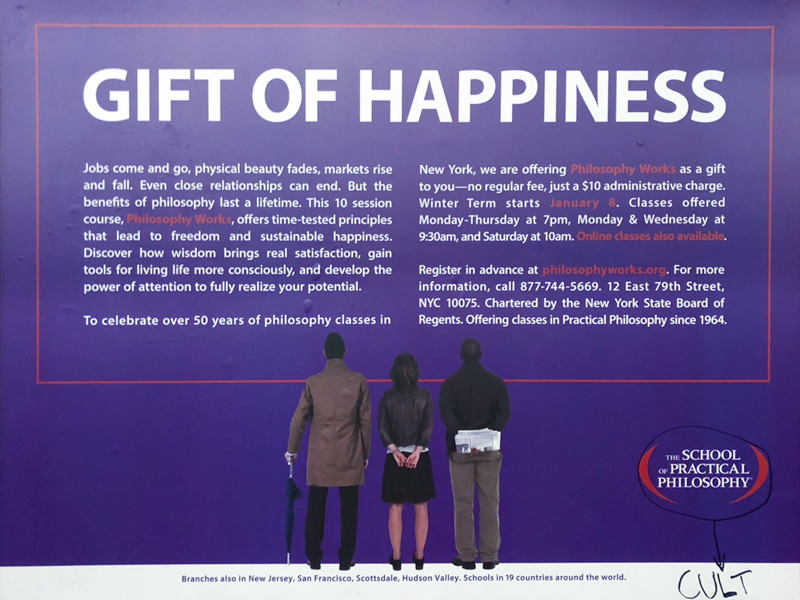 GIFT OF HAPPINESS
Jobs come and go, physical beauty fades, markets rise
and fall. Even close relationships can end. But the
benefits of philosophy last a lifetime. This 10 session
course, Philosophy Works, offers time-tested principles
that lead to freedom and sustainable happiness.
Discover how wisdom brings real satisfaction, gain
tools for living life more consciously, and develop the
power of attention to fully realize your potential.
To celebrate over 50 years of philosophy classes in
New York, we are offering Philosophy Works as a gift
to you—no regular fee, just a $10 administrative charge.
Winter Term starts January 8. Classes offered
Monday-Thursday at 7pm, Monday & Wednesday at
9:30am, and Saturday at 10am. Online classes also available.
Register in advance at philosophyworks.org. For more
information, call 877-744-5669. 12 East 79th Street,
NYC 10075. Chartered by the New York State Board of
Regents. Offering classes in Practical Philosophy since 1964.
THE SCHOOL
OF PRACTICAL
PHILOSOPHY
Branches also in New Jersey, San Francisco, Scottsdale, Hudson Valley. Schools in 19 countries around the world.
CULT